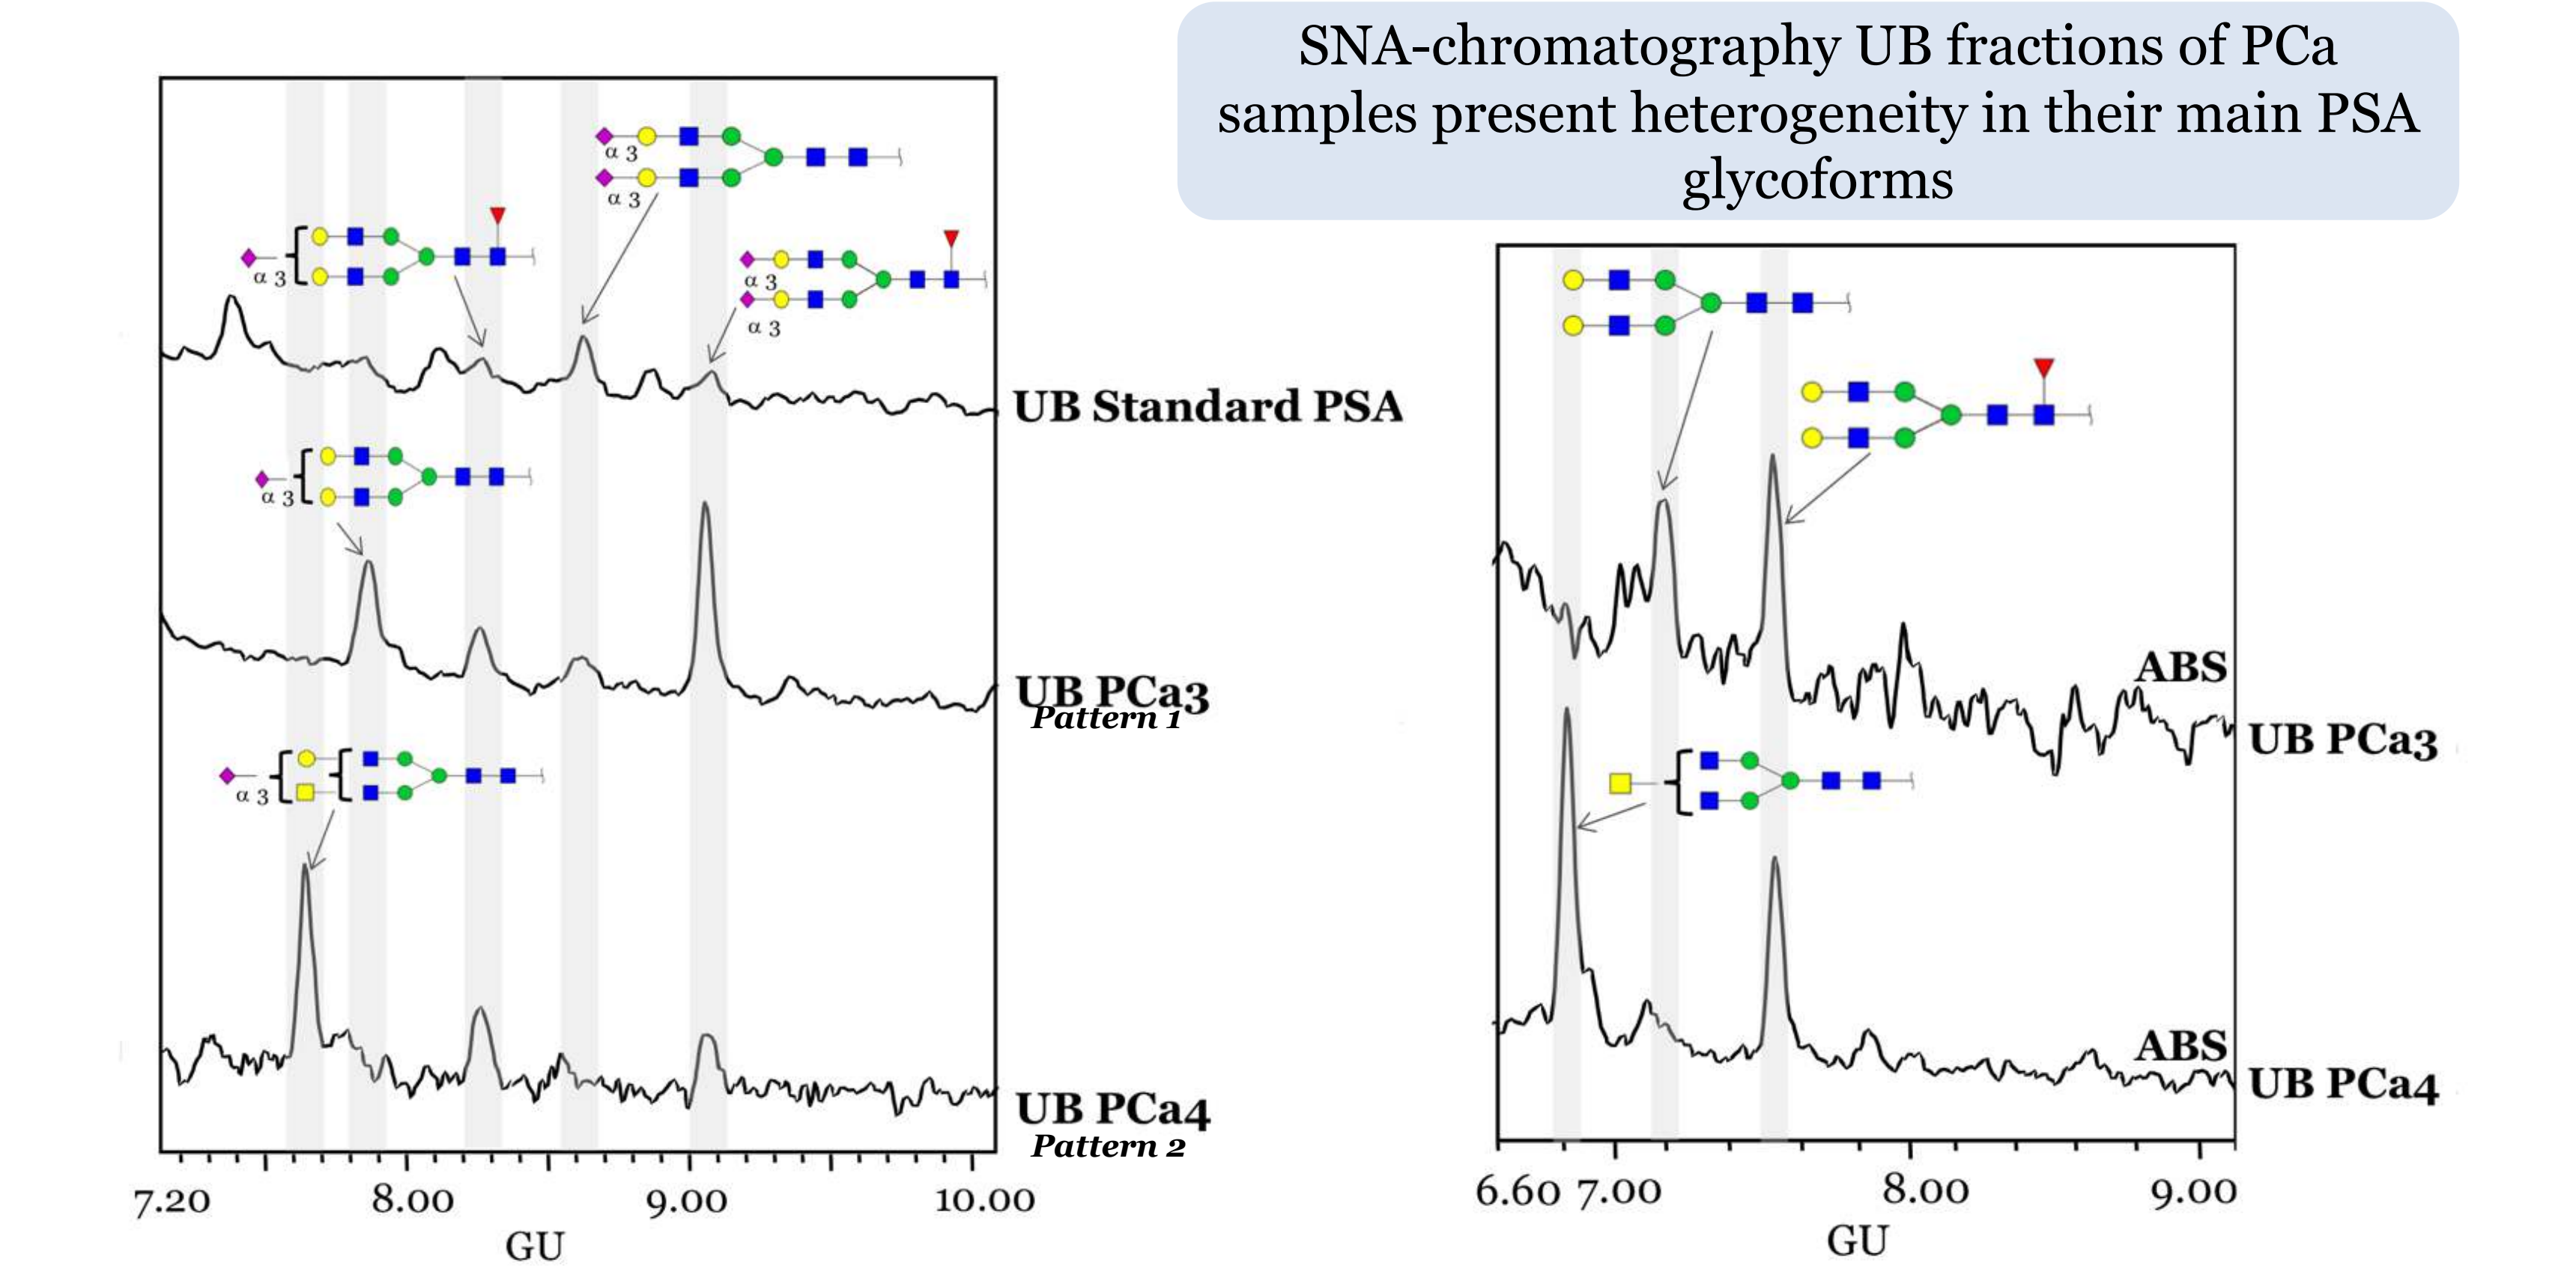 SNA-chromatography UB fractions of PCa
samples present heterogeneity in their main PSA
glycoforms
α 3
α 3
α 3
α 3
α 3
UB Standard PSA
α 3
UB PCa3
Pattern 1
α 3
UB PCa4
Pattern 2
7.20 8.00 9.00 10.00
GU
ABS
UB PCa3
ABS
UB PCa4
6.60 7.00 8.00 9.00
GU